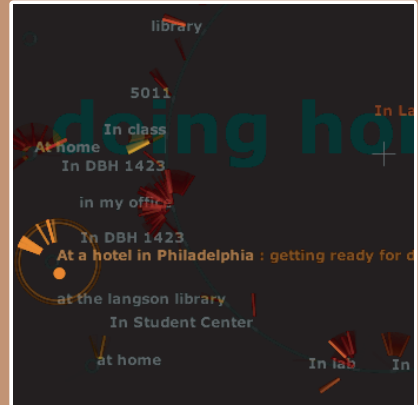 library
5011
doing hor
In La
In class
At home
In DBH 1423
in my office
In DBH 1423
At a hotel in Philadelphia : getting ready for d
at the langson library
In Student Center
at home
In lab
In